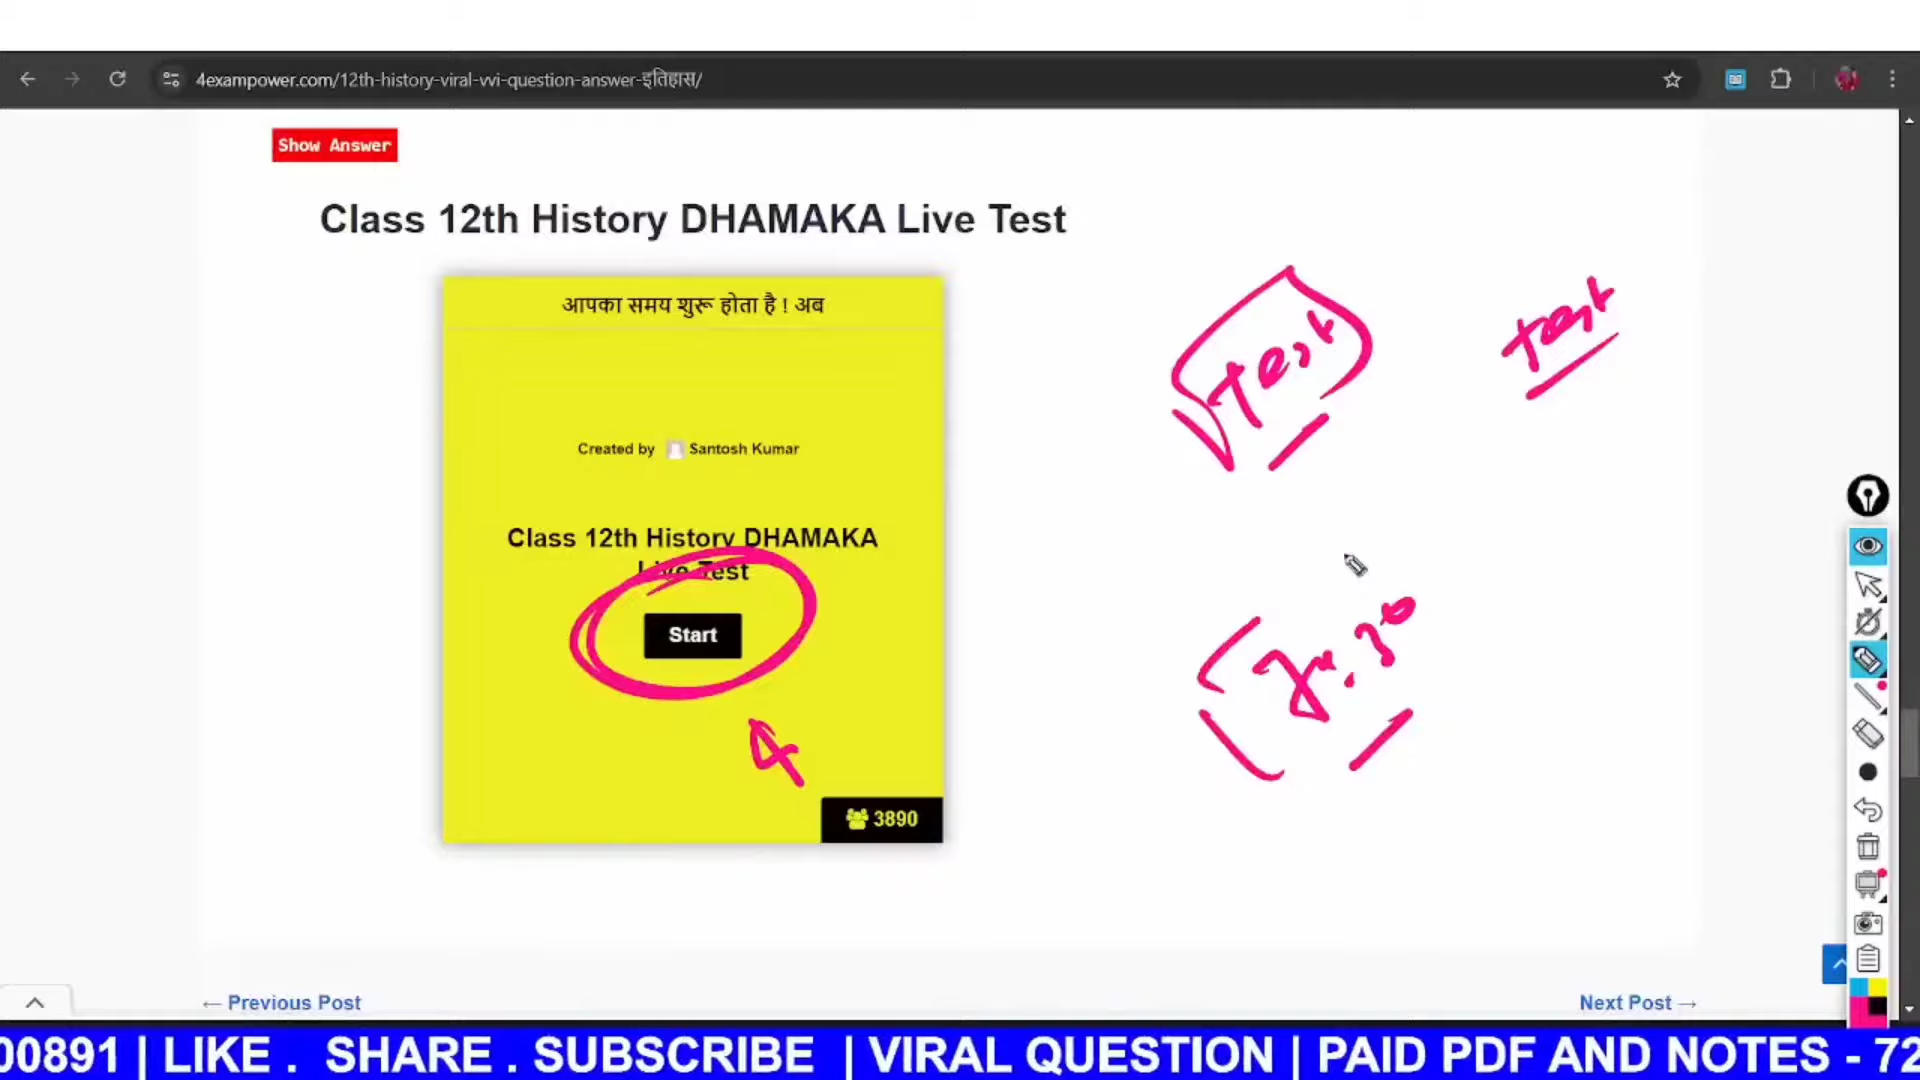 4exampower.com/12th-history-viral-vvi-question-answer-इतिहास/
Show Answer
Class 12th History DHAMAKA Live Test
आपका समय शुरू होता है ! अब
Test
test
Created by Santosh Kumar
Class 12th History DHAMAKA
Live Test
Start
3890
← Previous Post
Next Post →
00891 | LIKE . SHARE . SUBSCRIBE | VIRAL QUESTION | PAID PDF AND NOTES - 72